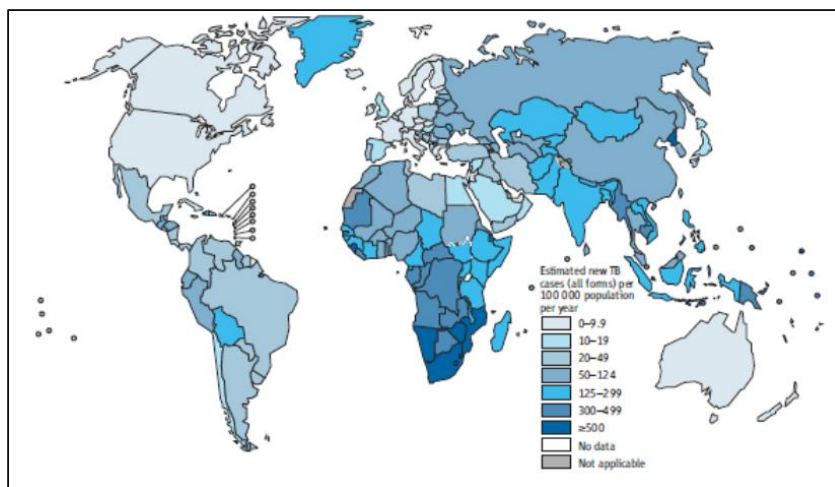 Estimated new TB
cases (all forms) per
100 000 population
per year
0–9.9
10–19
20–49
50–124
125–299
300–499
≥500
No data
Not applicable